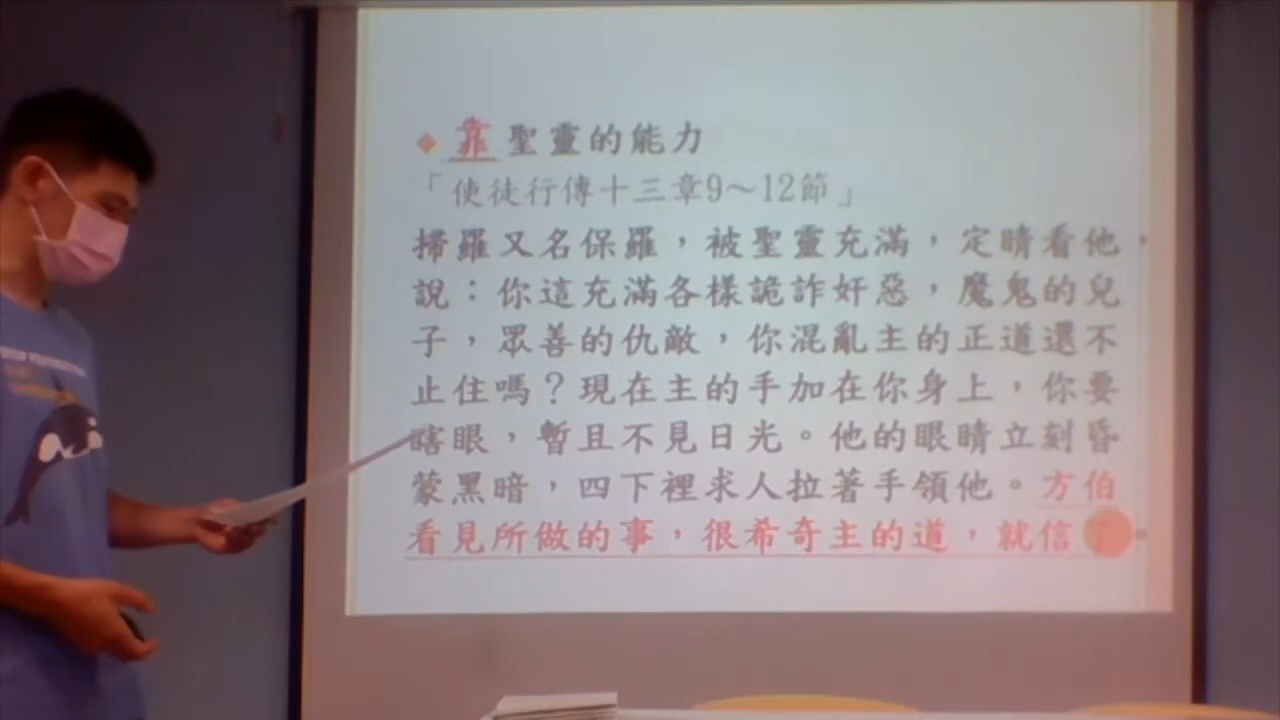 靠聖靈的能力
「使徒行傳十三章9～12節」
掃羅又名保羅，被聖靈充滿，定睛看他，
說：你這充滿各樣詭詐奸惡，魔鬼的兒
子，眾善的仇敵，你混亂主的正道還不
止住嗎？現在主的手加在你身上，你要
瞎眼，暫且不見日光。他的眼睛立刻昏
蒙黑暗，四下裡求人拉著手領他。方伯
看見所做的事，很希奇主的道，就信了。